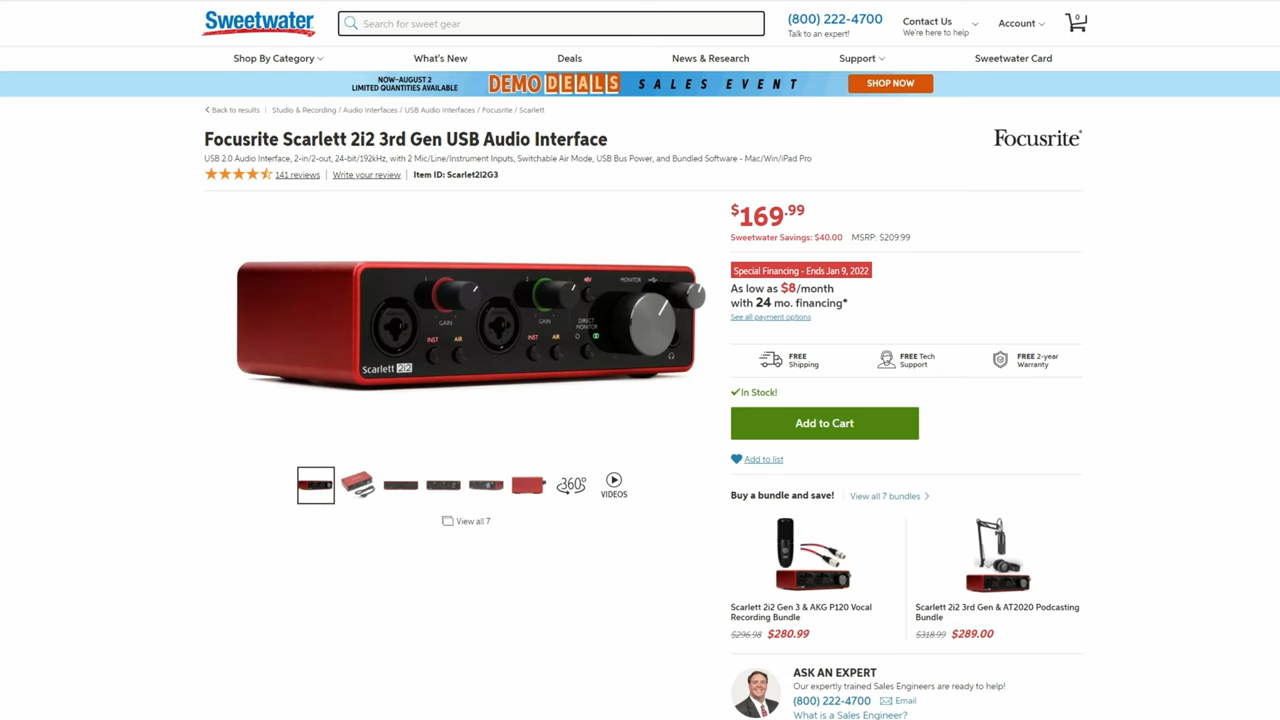 Sweetwater
Search for sweet gear
(800) 222-4700
Talk to an expert!
Contact Us
We're here to help
Account
0
Shop By Category
What's New
Deals
News & Research
Support
Sweetwater Card
NOW–AUGUST 2
LIMITED QUANTITIES AVAILABLE
DEMO DEALS SALES EVENT
SHOP NOW
Back to results | Studio & Recording / Audio Interfaces / USB Audio Interfaces / Focusrite / Scarlett
Focusrite Scarlett 2i2 3rd Gen USB Audio Interface
Focusrite®
USB 2.0 Audio Interface, 2-in/2-out, 24-bit/192kHz, with 2 Mic/Line/Instrument Inputs, Switchable Air Mode, USB Bus Power, and Bundled Software - Mac/Win/iPad Pro
141 reviews | Write your review | Item ID: Scarlet2I2G3
$169.99
Sweetwater Savings: $40.00 MSRP: $209.99
Special Financing - Ends Jan 9, 2022
As low as $8/month
with 24 mo. financing*
See all payment options
FREE
Shipping
FREE Tech
Support
FREE 2-year
Warranty
In Stock!
Add to Cart
Add to list
1
2
48V
MONITOR
GAIN
GAIN
DIRECT
MONITOR
INST AIR
INST AIR
Scarlett 2i2
360°
VIDEOS
View all 7
Buy a bundle and save! View all 7 bundles
Scarlett 2i2 Gen 3 & AKG P120 Vocal
Recording Bundle
$296.98 $280.99
Scarlett 2i2 3rd Gen & AT2020 Podcasting
Bundle
$318.99 $289.00
ASK AN EXPERT
Our expertly trained Sales Engineers are ready to help!
(800) 222-4700 Email
What is a Sales Engineer?